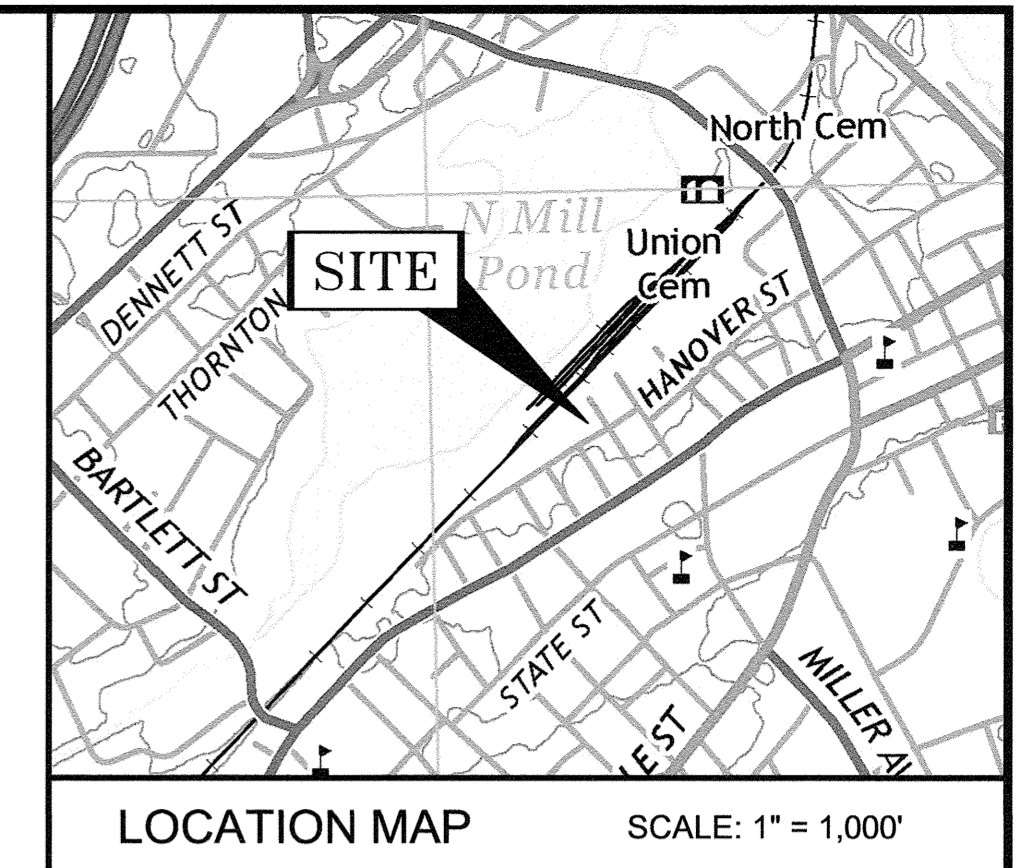 North Cem
N Mill
Pond
Union
Cem
DENNETT ST
SITE
THORNTON
HANOVER ST
BARTLETT ST
STATE ST
MILLER AV
LE ST
LOCATION MAP
SCALE: 1" = 1,000'